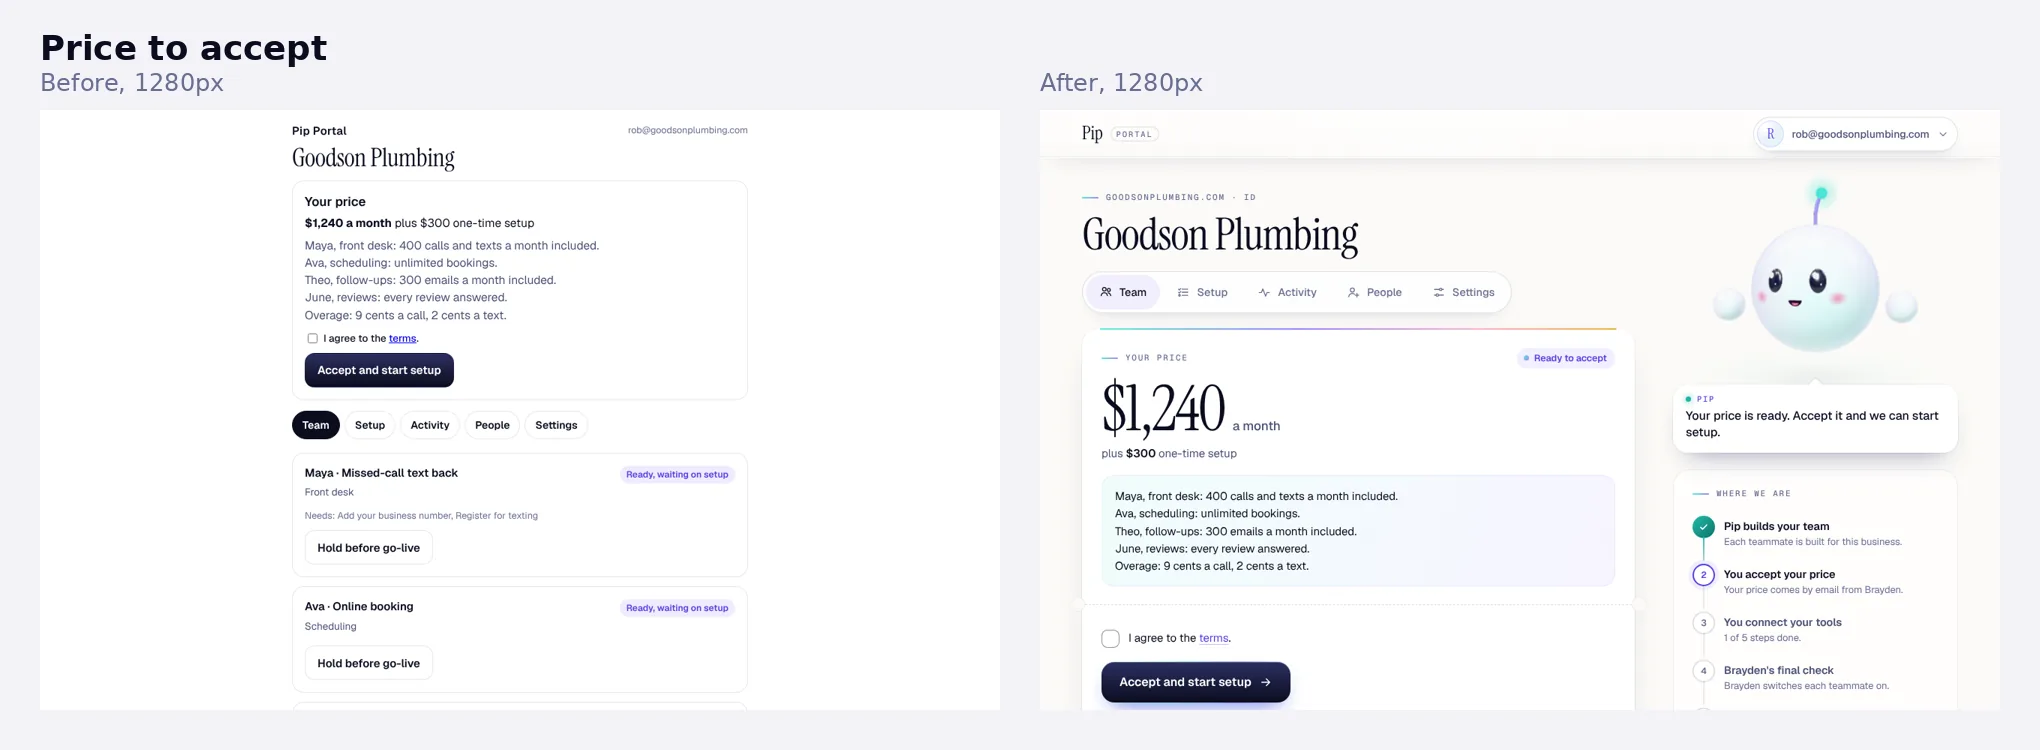 Price to accept
Before, 1280px
Pip Portal
rob@goodsonplumbing.com
Goodson Plumbing
Your price
$1,240 a month plus $300 one-time setup
Maya, front desk: 400 calls and texts a month included.
Ava, scheduling: unlimited bookings.
Theo, follow-ups: 300 emails a month included.
June, reviews: every review answered.
Overage: 9 cents a call, 2 cents a text.
I agree to the terms.
Accept and start setup
Team Setup Activity People Settings
Maya · Missed-call text back
Ready, waiting on setup
Front desk
Needs: Add your business number, Register for texting
Hold before go-live
Ava · Online booking
Ready, waiting on setup
Scheduling
Hold before go-live
After, 1280px
Pip PORTAL
R rob@goodsonplumbing.com
GOODSONPLUMBING.COM · ID
Goodson Plumbing
Team Setup Activity People Settings
YOUR PRICE
Ready to accept
$1,240 a month
plus $300 one-time setup
Maya, front desk: 400 calls and texts a month included.
Ava, scheduling: unlimited bookings.
Theo, follow-ups: 300 emails a month included.
June, reviews: every review answered.
Overage: 9 cents a call, 2 cents a text.
I agree to the terms.
Accept and start setup →
PIP
Your price is ready. Accept it and we can start
setup.
WHERE WE ARE
Pip builds your team
Each teammate is built for this business.
2 You accept your price
Your price comes by email from Brayden.
3 You connect your tools
1 of 5 steps done.
4 Brayden's final check
Brayden switches each teammate on.